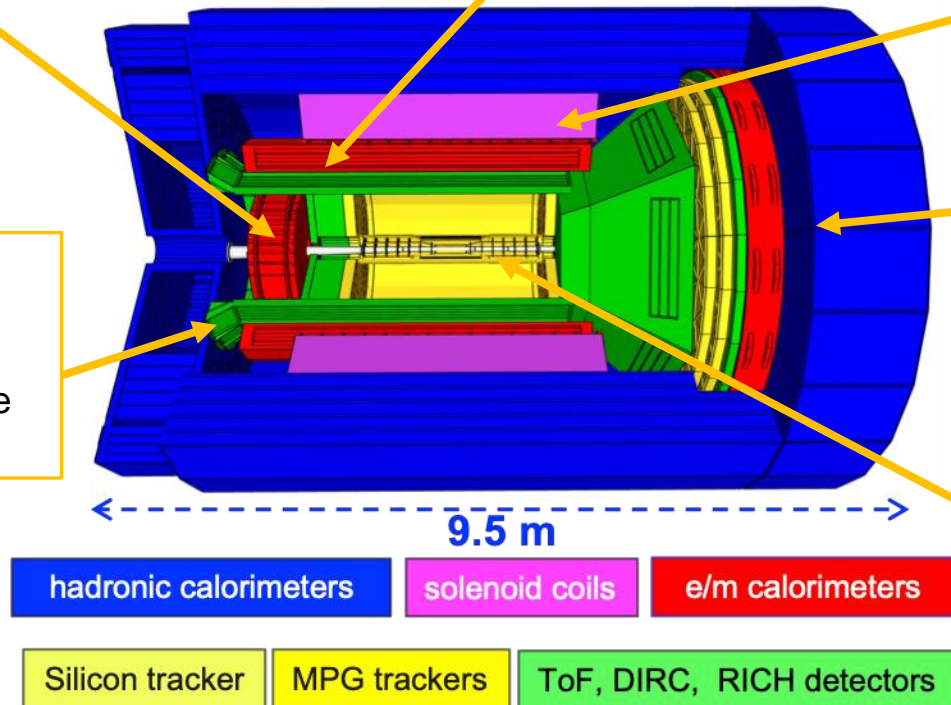 e
9.5 m
hadronic calorimeters
solenoid coils
e/m calorimeters
Silicon tracker
MPG trackers
ToF, DIRC, RICH detectors